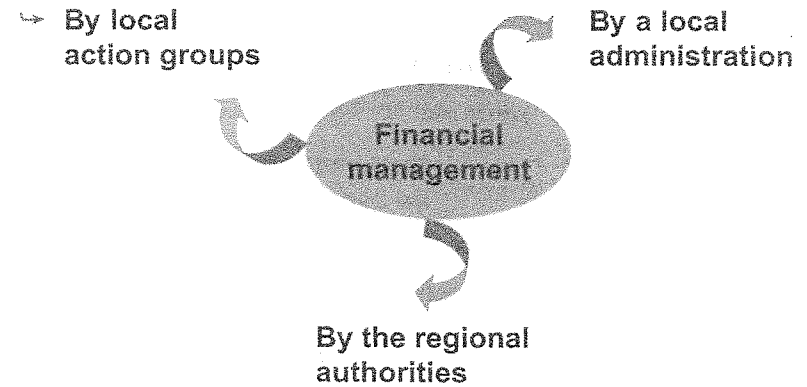 ↪ By local
action groups
By a local
administration
Financial
management
By the regional
authorities